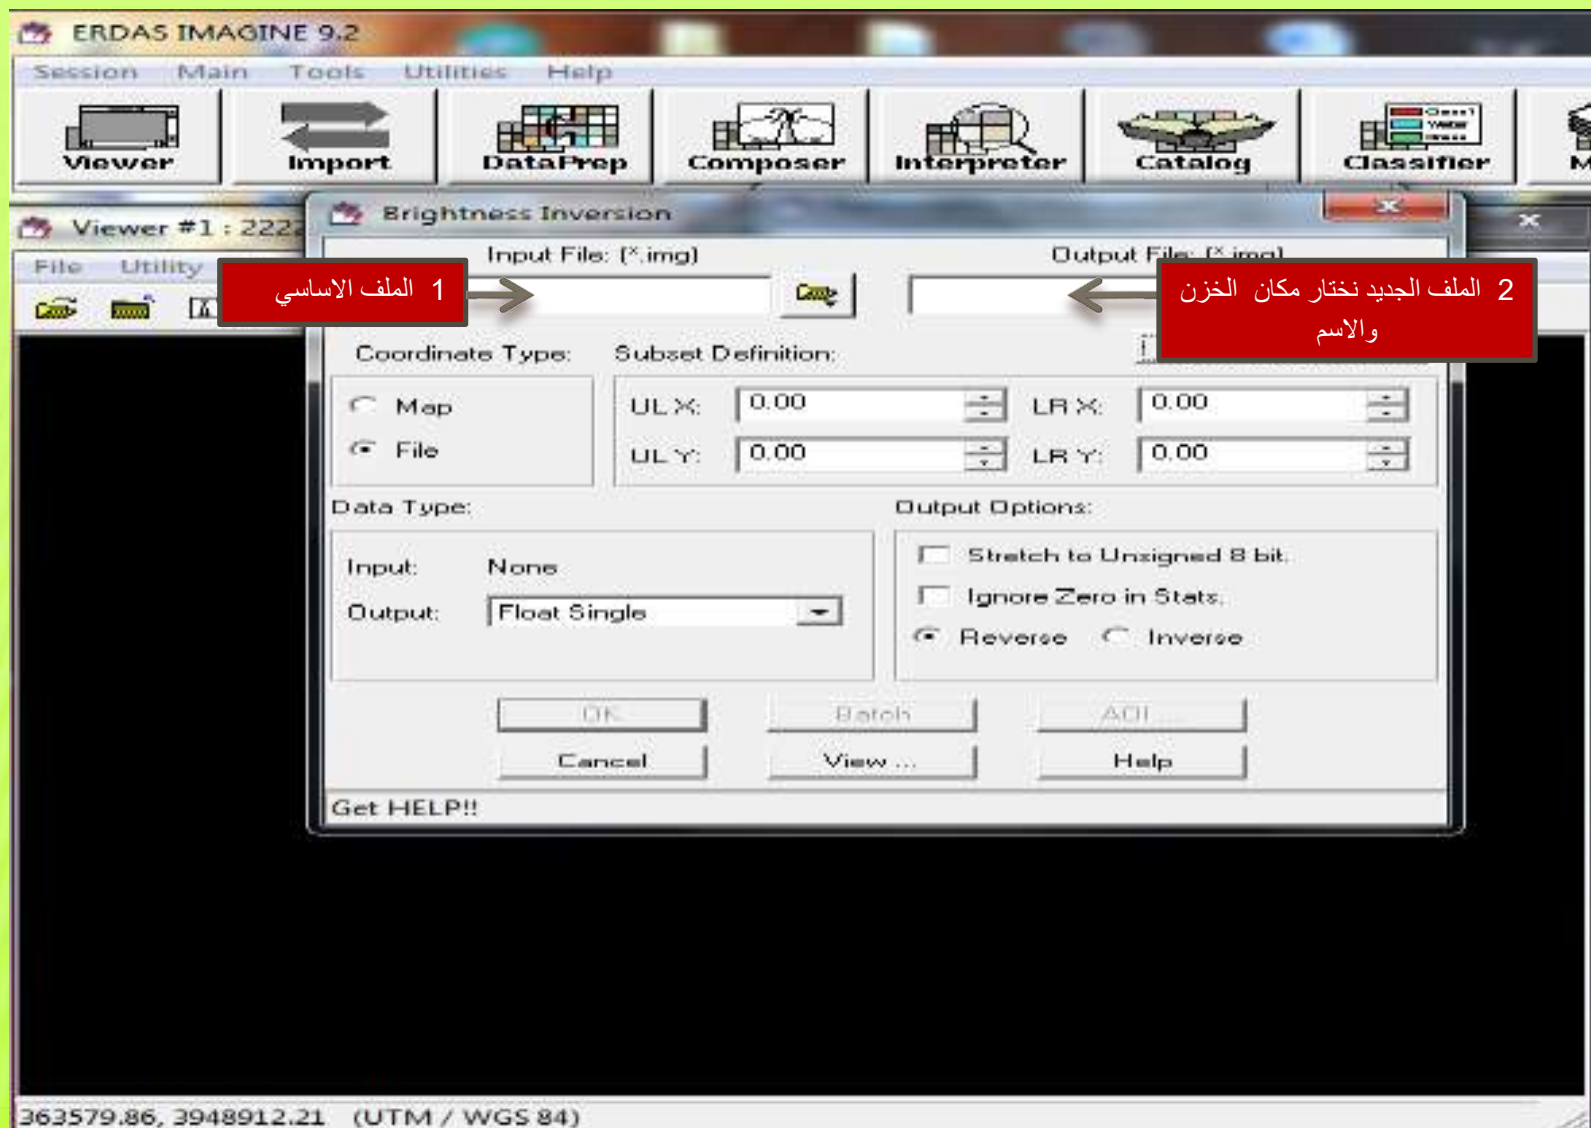 ERDAS IMAGINE 9.2
Session Main Tools Utilities Help
Viewer Import DataPrep Composer Interpreter Catalog Classifier
Viewer #1 : 2222
Brightness Inversion
File Utility
Input File: (*.img) Output File: (*.img)
1 الملف الاساسي
2 الملف الجديد نختار مكان الخزن
والاسم
Coordinate Type: Subset Definition:
Map
File
UL X: 0.00 LR X: 0.00
UL Y: 0.00 LR Y: 0.00
Data Type: Output Options:
Input: None
Output: Float Single
Stretch to Unsigned 8 bit.
Ignore Zero in Stats.
Reverse Inverse
OK Batch AOI ...
Cancel View ... Help
Get HELP!!
363579.86, 3948912.21 (UTM / WGS 84)